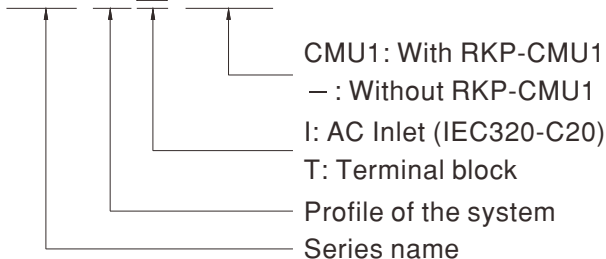 CMU1: With RKP-CMU1
– : Without RKP-CMU1
I: AC Inlet (IEC320-C20)
T: Terminal block
Profile of the system
Series name